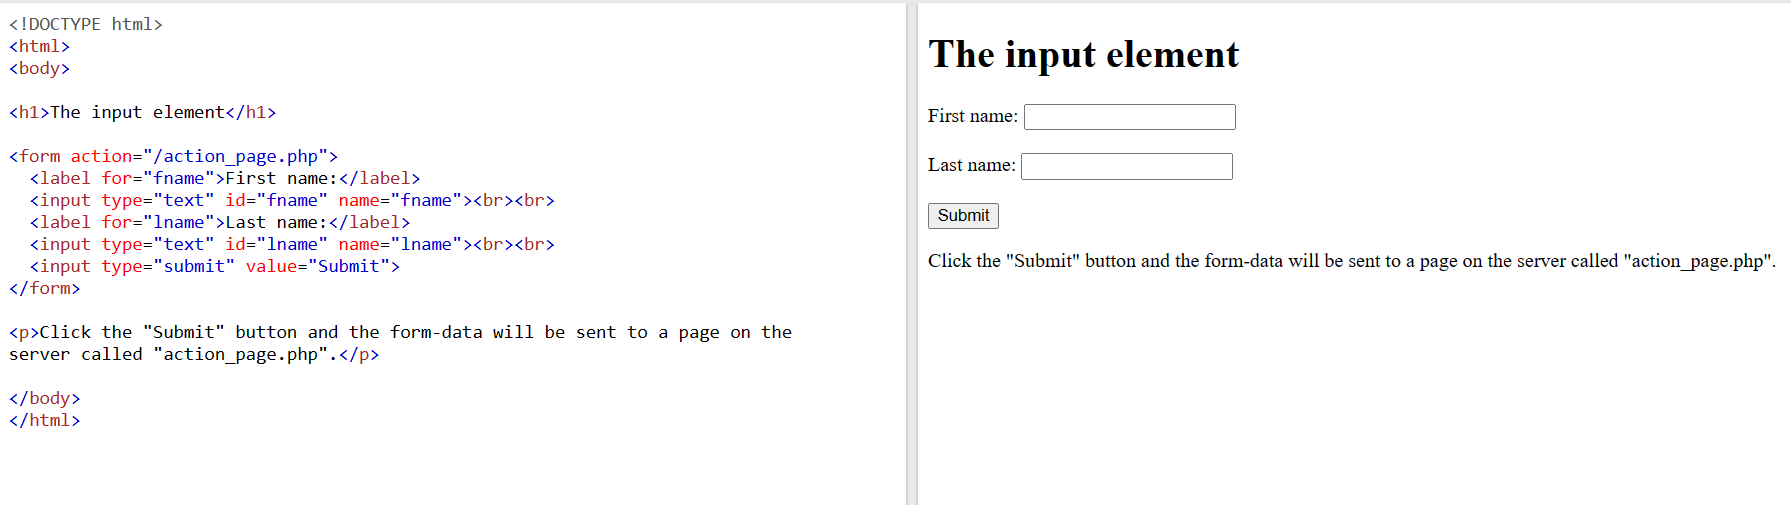 <!DOCTYPE html>
<html>
<body>
<h1>The input element</h1>
<form action="/action_page.php">
<label for="fname">First name:</label>
<input type="text" id="fname" name="fname"><br><br>
<label for="lname">Last name:</label>
<input type="text" id="lname" name="lname"><br><br>
<input type="submit" value="Submit">
</form>
<p>Click the "Submit" button and the form-data will be sent to a page on the
server called "action_page.php".</p>
</body>
</html>
The input element
First name:
Last name:
Submit
Click the "Submit" button and the form-data will be sent to a page on the server called "action_page.php".